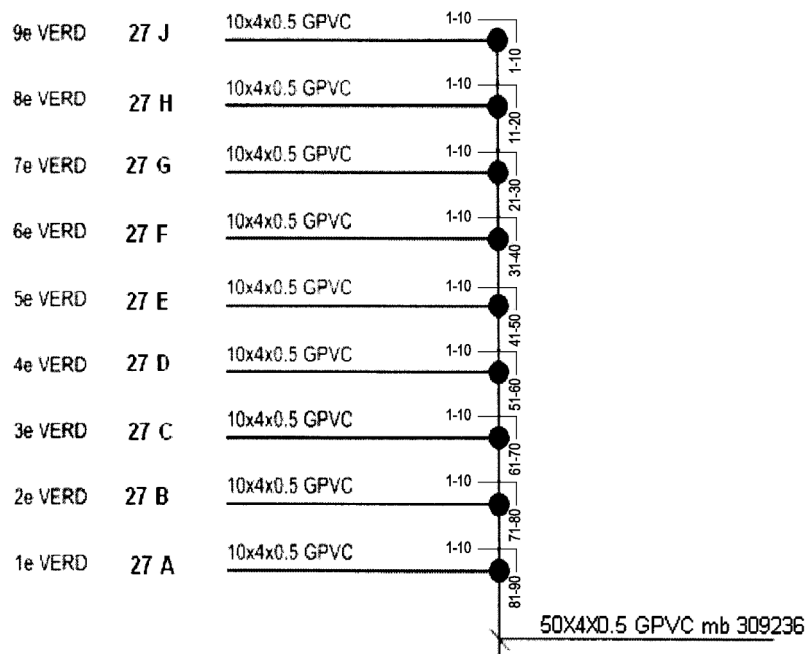 9e VERD 27 J 10x4x0.5 GPVC 1-10
1-10
8e VERD 27 H 10x4x0.5 GPVC 1-10
11-20
7e VERD 27 G 10x4x0.5 GPVC 1-10
21-30
6e VERD 27 F 10x4x0.5 GPVC 1-10
31-40
5e VERD 27 E 10x4x0.5 GPVC 1-10
41-50
4e VERD 27 D 10x4x0.5 GPVC 1-10
51-60
3e VERD 27 C 10x4x0.5 GPVC 1-10
61-70
2e VERD 27 B 10x4x0.5 GPVC 1-10
71-80
1e VERD 27 A 10x4x0.5 GPVC 1-10
81-90
50X4X0.5 GPVC mb 309236